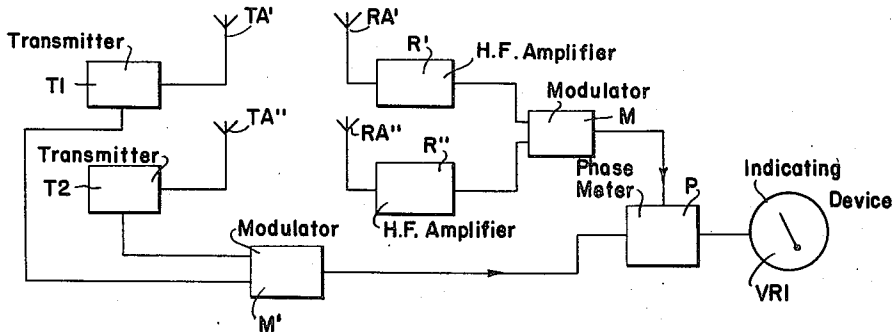 TA'
RA'
Transmitter
R'
H.F. Amplifier
T1
Modulator
M
TA"
RA"
R"
Transmitter
Phase
Meter
P
Indicating
Device
T2
Modulator
H.F. Amplifier
VRI
M'